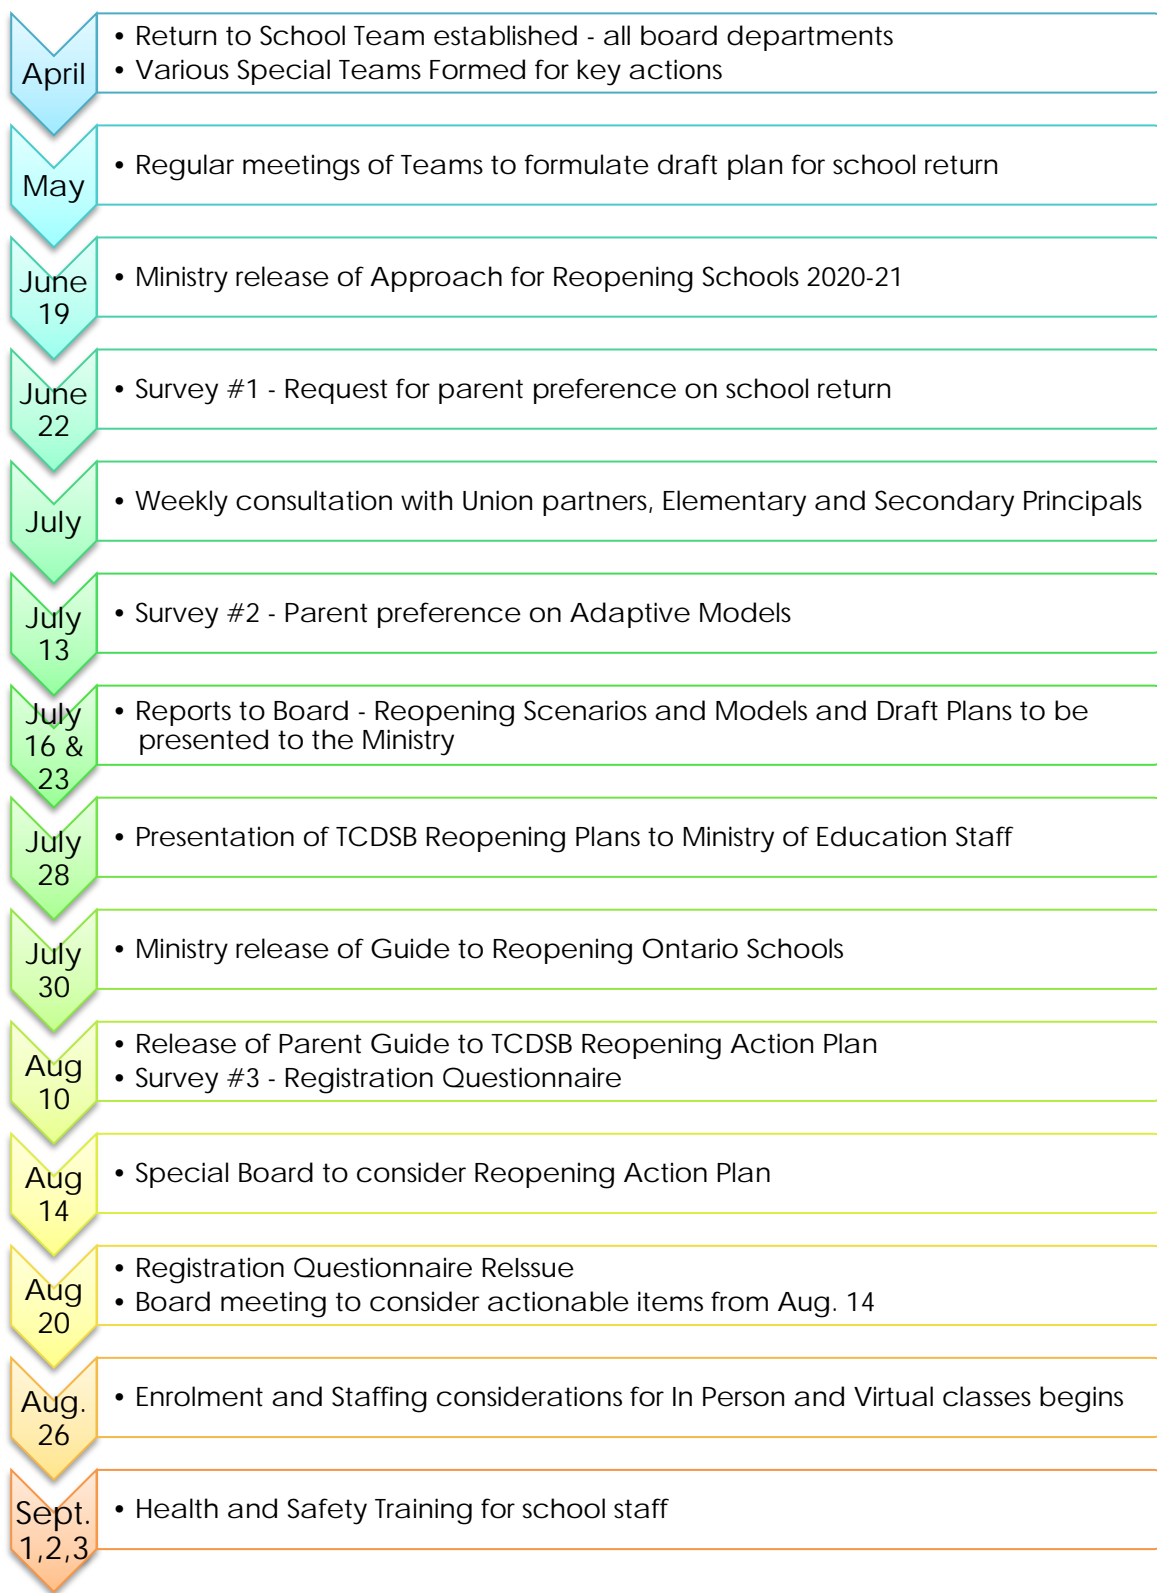 April
• Return to School Team established - all board departments
• Various Special Teams Formed for key actions
May
• Regular meetings of Teams to formulate draft plan for school return
June
19
• Ministry release of Approach for Reopening Schools 2020-21
June
22
• Survey #1 - Request for parent preference on school return
July
• Weekly consultation with Union partners, Elementary and Secondary Principals
July
13
• Survey #2 - Parent preference on Adaptive Models
July
16 &
23
• Reports to Board - Reopening Scenarios and Models and Draft Plans to be
presented to the Ministry
July
28
• Presentation of TCDSB Reopening Plans to Ministry of Education Staff
July
30
• Ministry release of Guide to Reopening Ontario Schools
Aug
10
• Release of Parent Guide to TCDSB Reopening Action Plan
• Survey #3 - Registration Questionnaire
Aug
14
• Special Board to consider Reopening Action Plan
Aug
20
• Registration Questionnaire ReIssue
• Board meeting to consider actionable items from Aug. 14
Aug.
26
• Enrolment and Staffing considerations for In Person and Virtual classes begins
Sept.
1,2,3
• Health and Safety Training for school staff